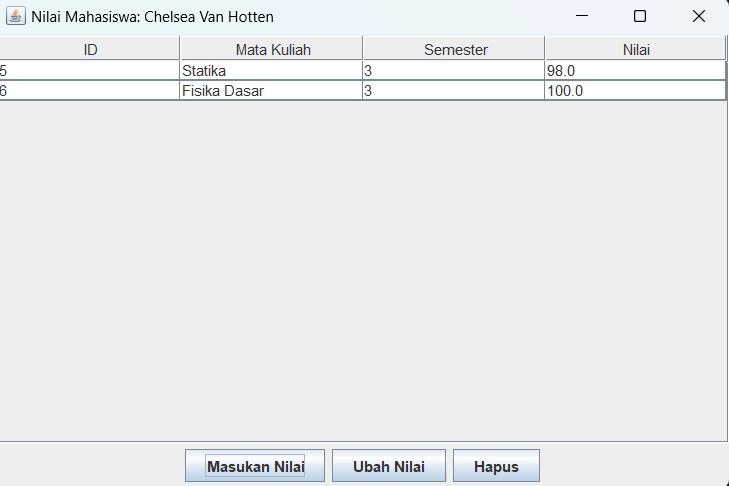 Nilai Mahasiswa: Chelsea Van Hotten
ID Mata Kuliah Semester Nilai
5 Statika 3 98.0
6 Fisika Dasar 3 100.0
Masukan Nilai Ubah Nilai Hapus